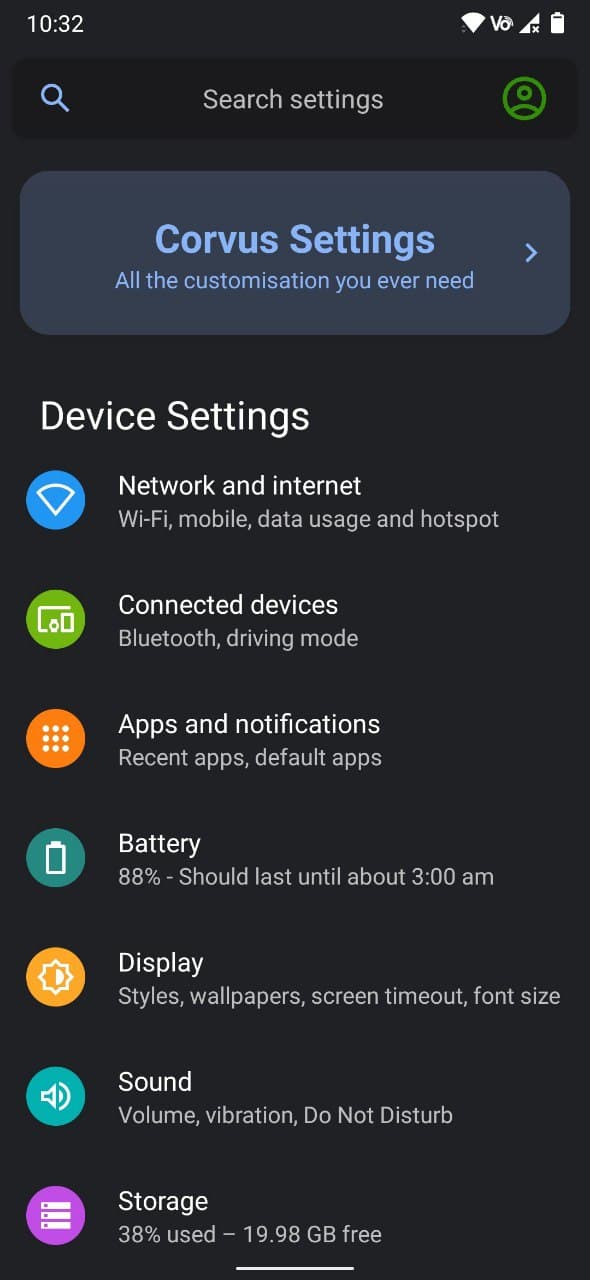 10:32
Vo
Search settings
Corvus Settings
All the customisation you ever need
Device Settings
Network and internet
Wi-Fi, mobile, data usage and hotspot
Connected devices
Bluetooth, driving mode
Apps and notifications
Recent apps, default apps
Battery
88% - Should last until about 3:00 am
Display
Styles, wallpapers, screen timeout, font size
Sound
Volume, vibration, Do Not Disturb
Storage
38% used – 19.98 GB free